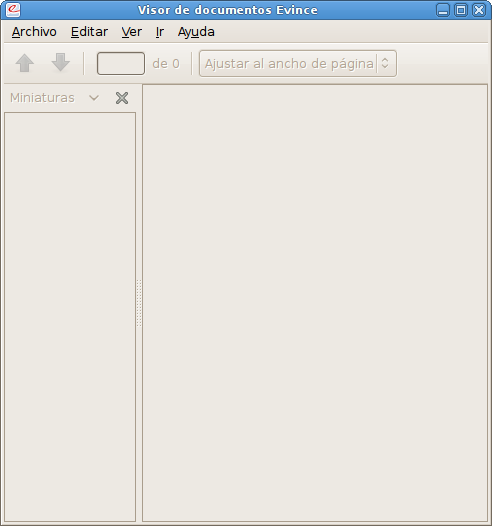 Visor de documentos Evince
Archivo Editar Ver Ir Ayuda
de 0 Ajustar al ancho de página
Miniaturas